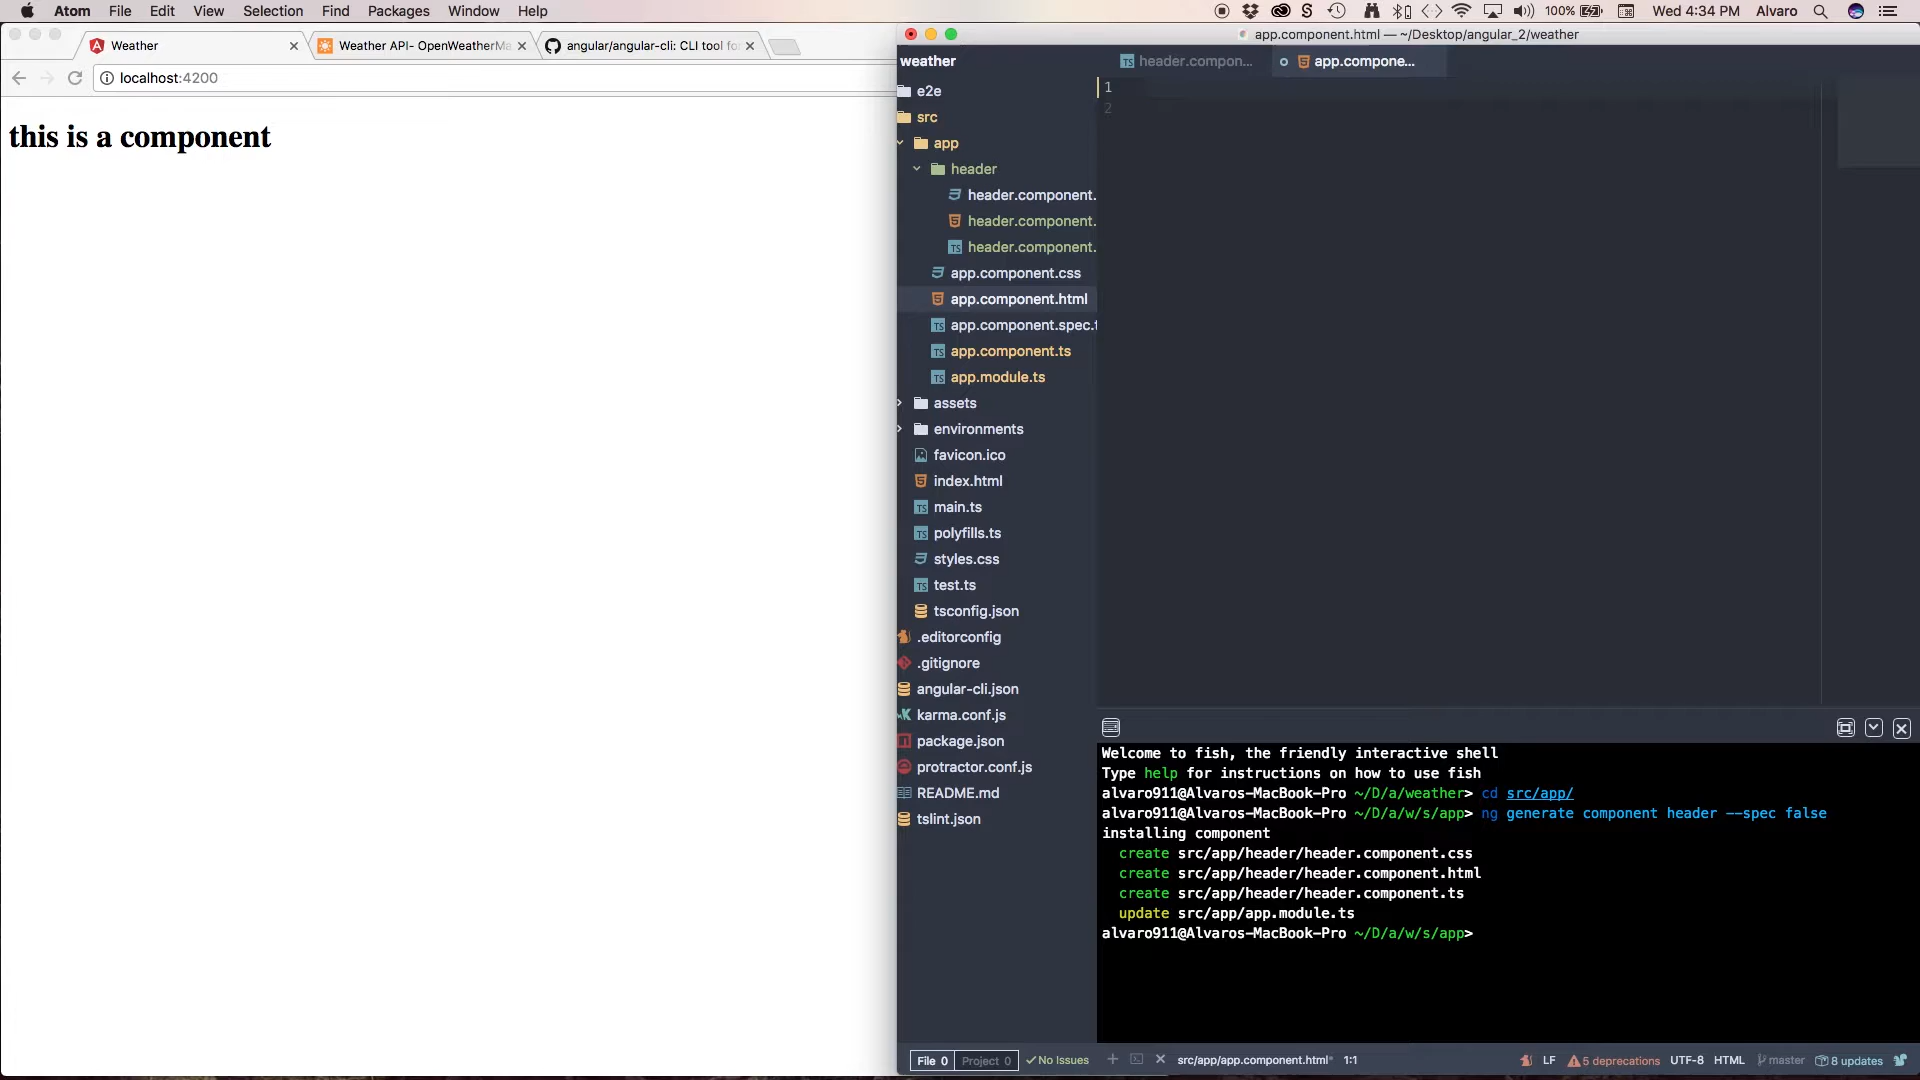 Atom File Edit View Selection Find Packages Window Help
100% Wed 4:34 PM Alvaro
Weather
Weather API- OpenWeatherMa
angular/angular-cli: CLI tool fo
localhost:4200
this is a component
app.component.html — ~/Desktop/angular_2/weather
weather
header.compon...
app.compone...
1
2
e2e
src
app
header
header.component.
header.component.
header.component.
app.component.css
app.component.html
app.component.spec.t
app.component.ts
app.module.ts
assets
environments
favicon.ico
index.html
main.ts
polyfills.ts
styles.css
test.ts
tsconfig.json
.editorconfig
.gitignore
angular-cli.json
karma.conf.js
package.json
protractor.conf.js
README.md
tslint.json
Welcome to fish, the friendly interactive shell
Type help for instructions on how to use fish
alvaro911@Alvaros-MacBook-Pro ~/D/a/weather> cd src/app/
alvaro911@Alvaros-MacBook-Pro ~/D/a/w/s/app> ng generate component header --spec false
installing component
create src/app/header/header.component.css
create src/app/header/header.component.html
create src/app/header/header.component.ts
update src/app/app.module.ts
alvaro911@Alvaros-MacBook-Pro ~/D/a/w/s/app>
File 0 Project 0 No Issues src/app/app.component.html* 1:1 LF 5 deprecations UTF-8 HTML master 8 updates